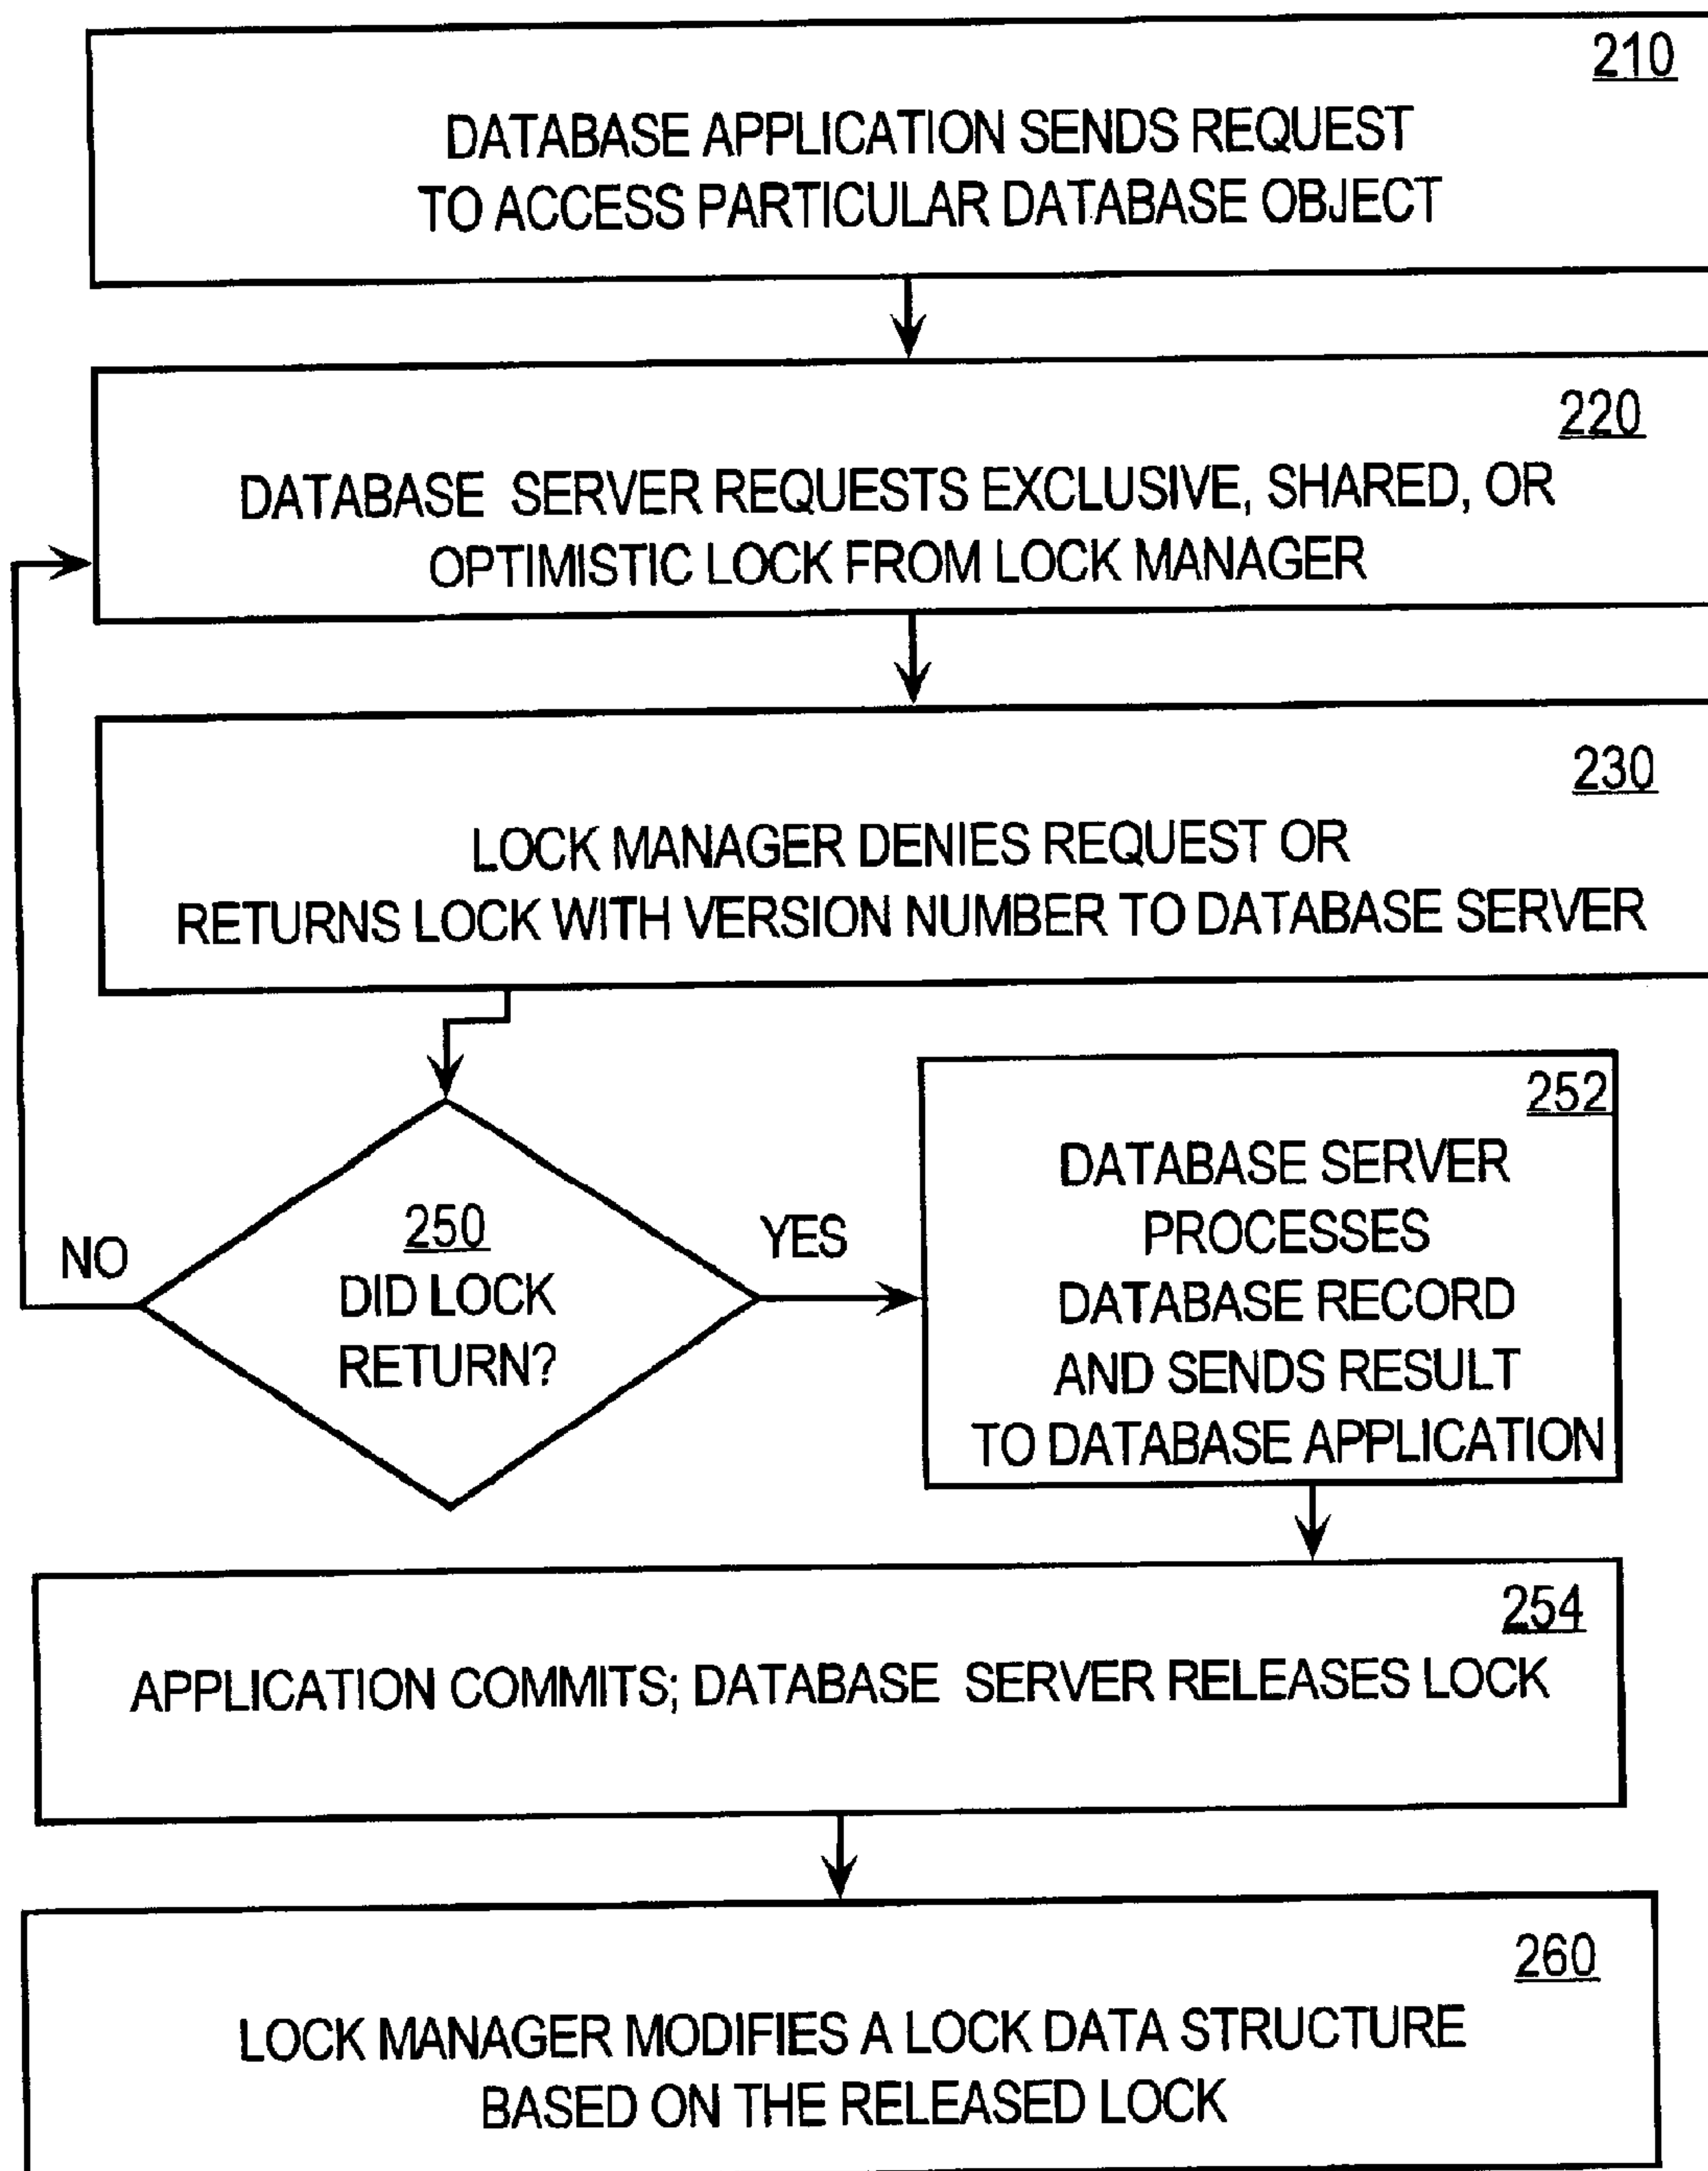 210
DATABASE APPLICATION SENDS REQUEST
TO ACCESS PARTICULAR DATABASE OBJECT
220
DATABASE SERVER REQUESTS EXCLUSIVE, SHARED, OR
OPTIMISTIC LOCK FROM LOCK MANAGER
230
LOCK MANAGER DENIES REQUEST OR
RETURNS LOCK WITH VERSION NUMBER TO DATABASE SERVER
NO
250
DID LOCK
RETURN?
YES
252
DATABASE SERVER
PROCESSES
DATABASE RECORD
AND SENDS RESULT
TO DATABASE APPLICATION
254
APPLICATION COMMITS; DATABASE SERVER RELEASES LOCK
260
LOCK MANAGER MODIFIES A LOCK DATA STRUCTURE
BASED ON THE RELEASED LOCK